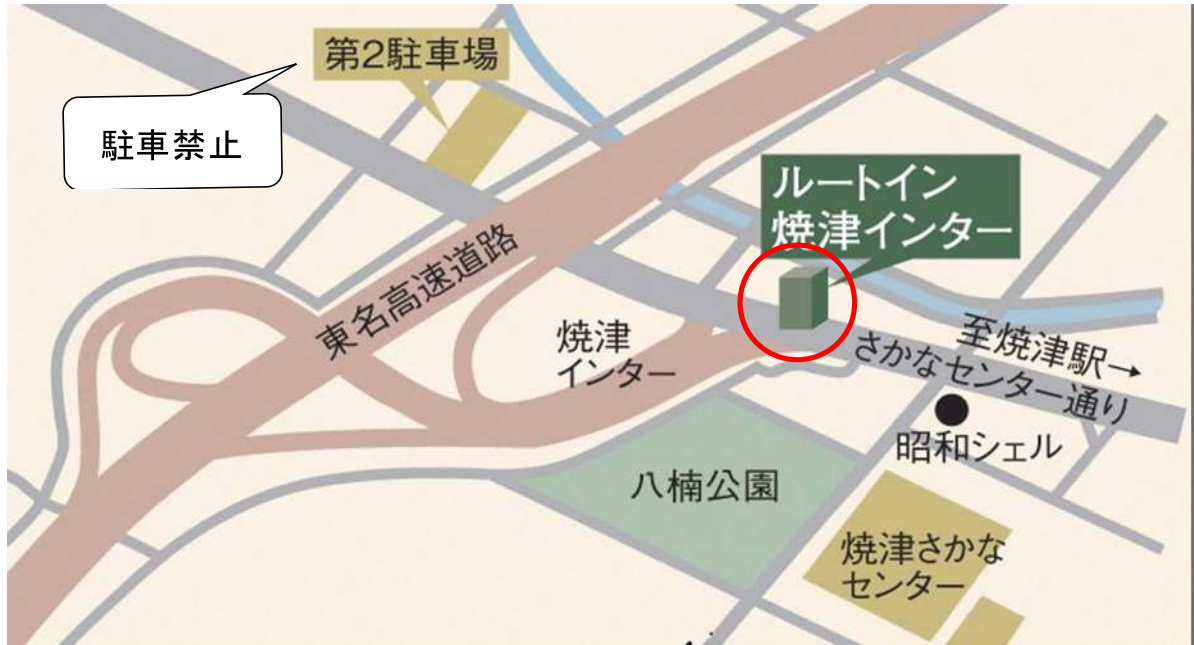 第2駐車場
駐車禁止
ルートイン
焼津インター
東名高速道路
焼津
インター
至焼津駅→
さかなセンター通り
昭和シェル
八楠公園
焼津さかな
センター